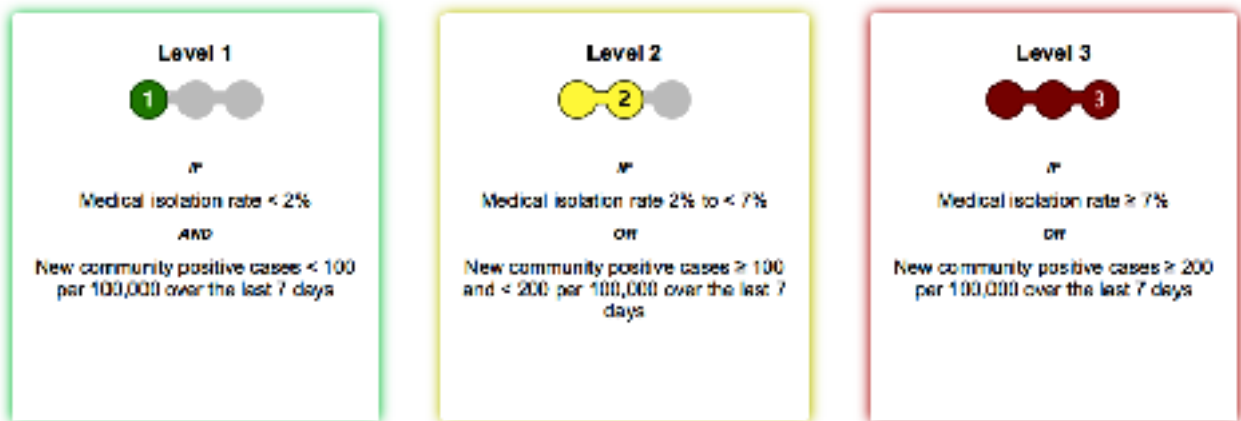 Level 1
1
IF
Medical isolation rate < 2%
AND
New community positive cases < 100
per 100,000 over the last 7 days
Level 2
2
IF
Medical isolation rate 2% to < 7%
OR
New community positive cases ≥ 100
and < 200 per 100,000 over the last 7
days
Level 3
3
IF
Medical isolation rate ≥ 7%
OR
New community positive cases ≥ 200
per 100,000 over the last 7 days